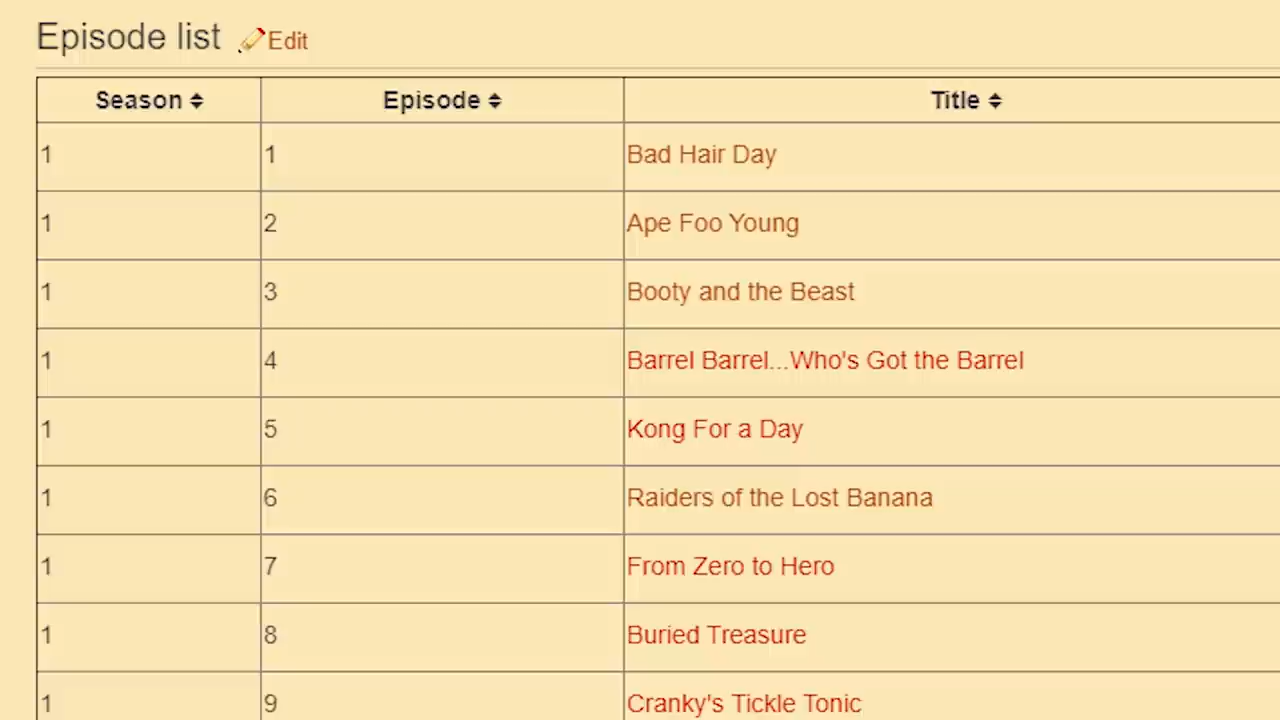 Episode list Edit
Season Episode Title
1 1 Bad Hair Day
1 2 Ape Foo Young
1 3 Booty and the Beast
1 4 Barrel Barrel...Who's Got the Barrel
1 5 Kong For a Day
1 6 Raiders of the Lost Banana
1 7 From Zero to Hero
1 8 Buried Treasure
1 9 Cranky's Tickle Tonic